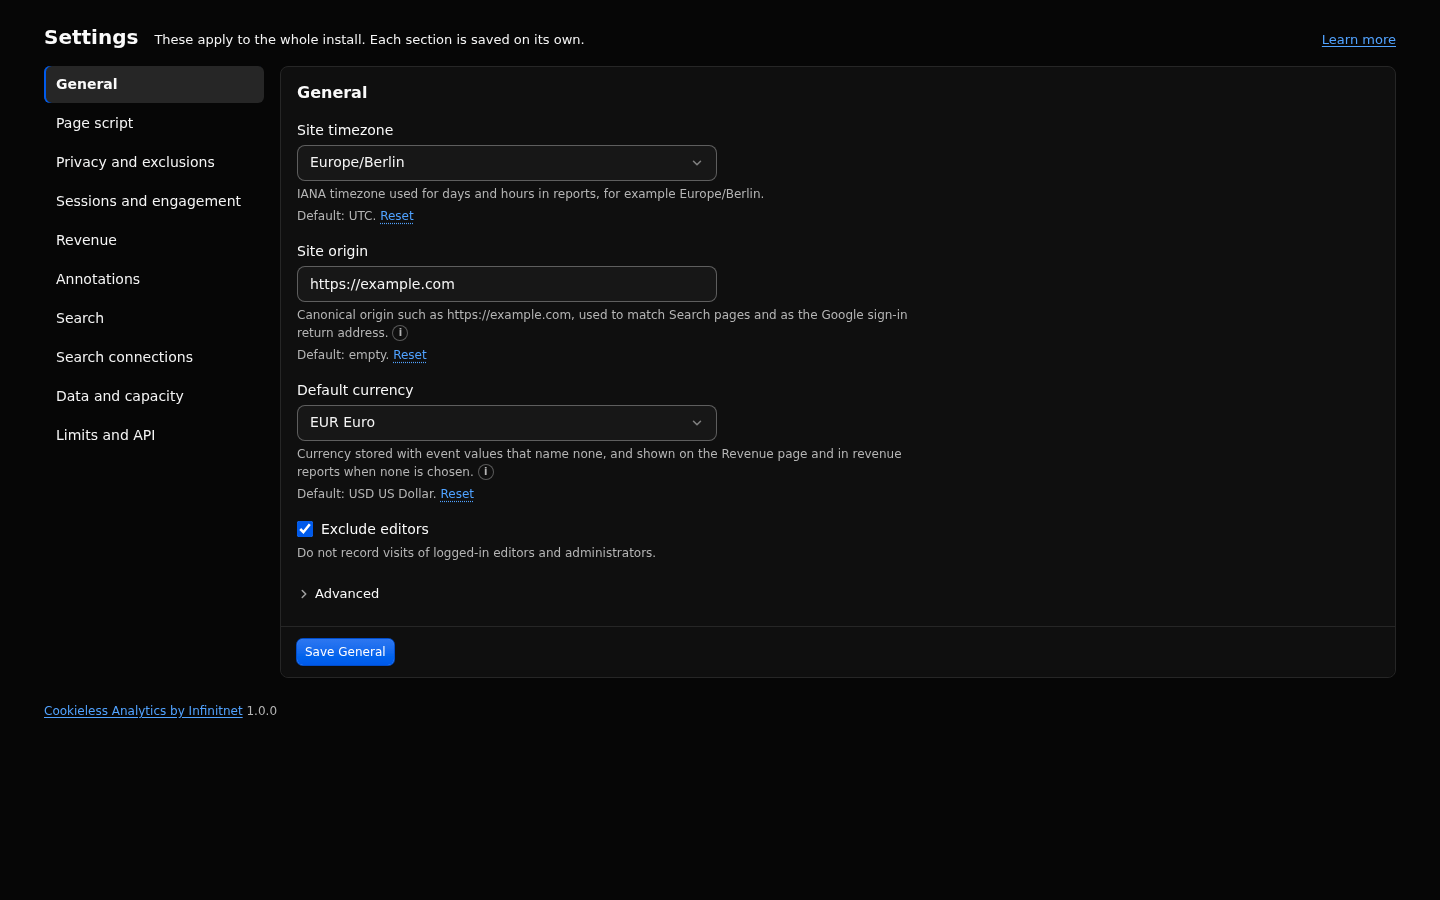 Settings
These apply to the whole install. Each section is saved on its own.
Learn more
General
Page script
Privacy and exclusions
Sessions and engagement
Revenue
Annotations
Search
Search connections
Data and capacity
Limits and API
General
Site timezone
Europe/Berlin
IANA timezone used for days and hours in reports, for example Europe/Berlin.
Default: UTC. Reset
Site origin
https://example.com
Canonical origin such as https://example.com, used to match Search pages and as the Google sign-in
return address. i
Default: empty. Reset
Default currency
EUR Euro
Currency stored with event values that name none, and shown on the Revenue page and in revenue
reports when none is chosen. i
Default: USD US Dollar. Reset
Exclude editors
Do not record visits of logged-in editors and administrators.
Advanced
Save General
Cookieless Analytics by Infinitnet 1.0.0